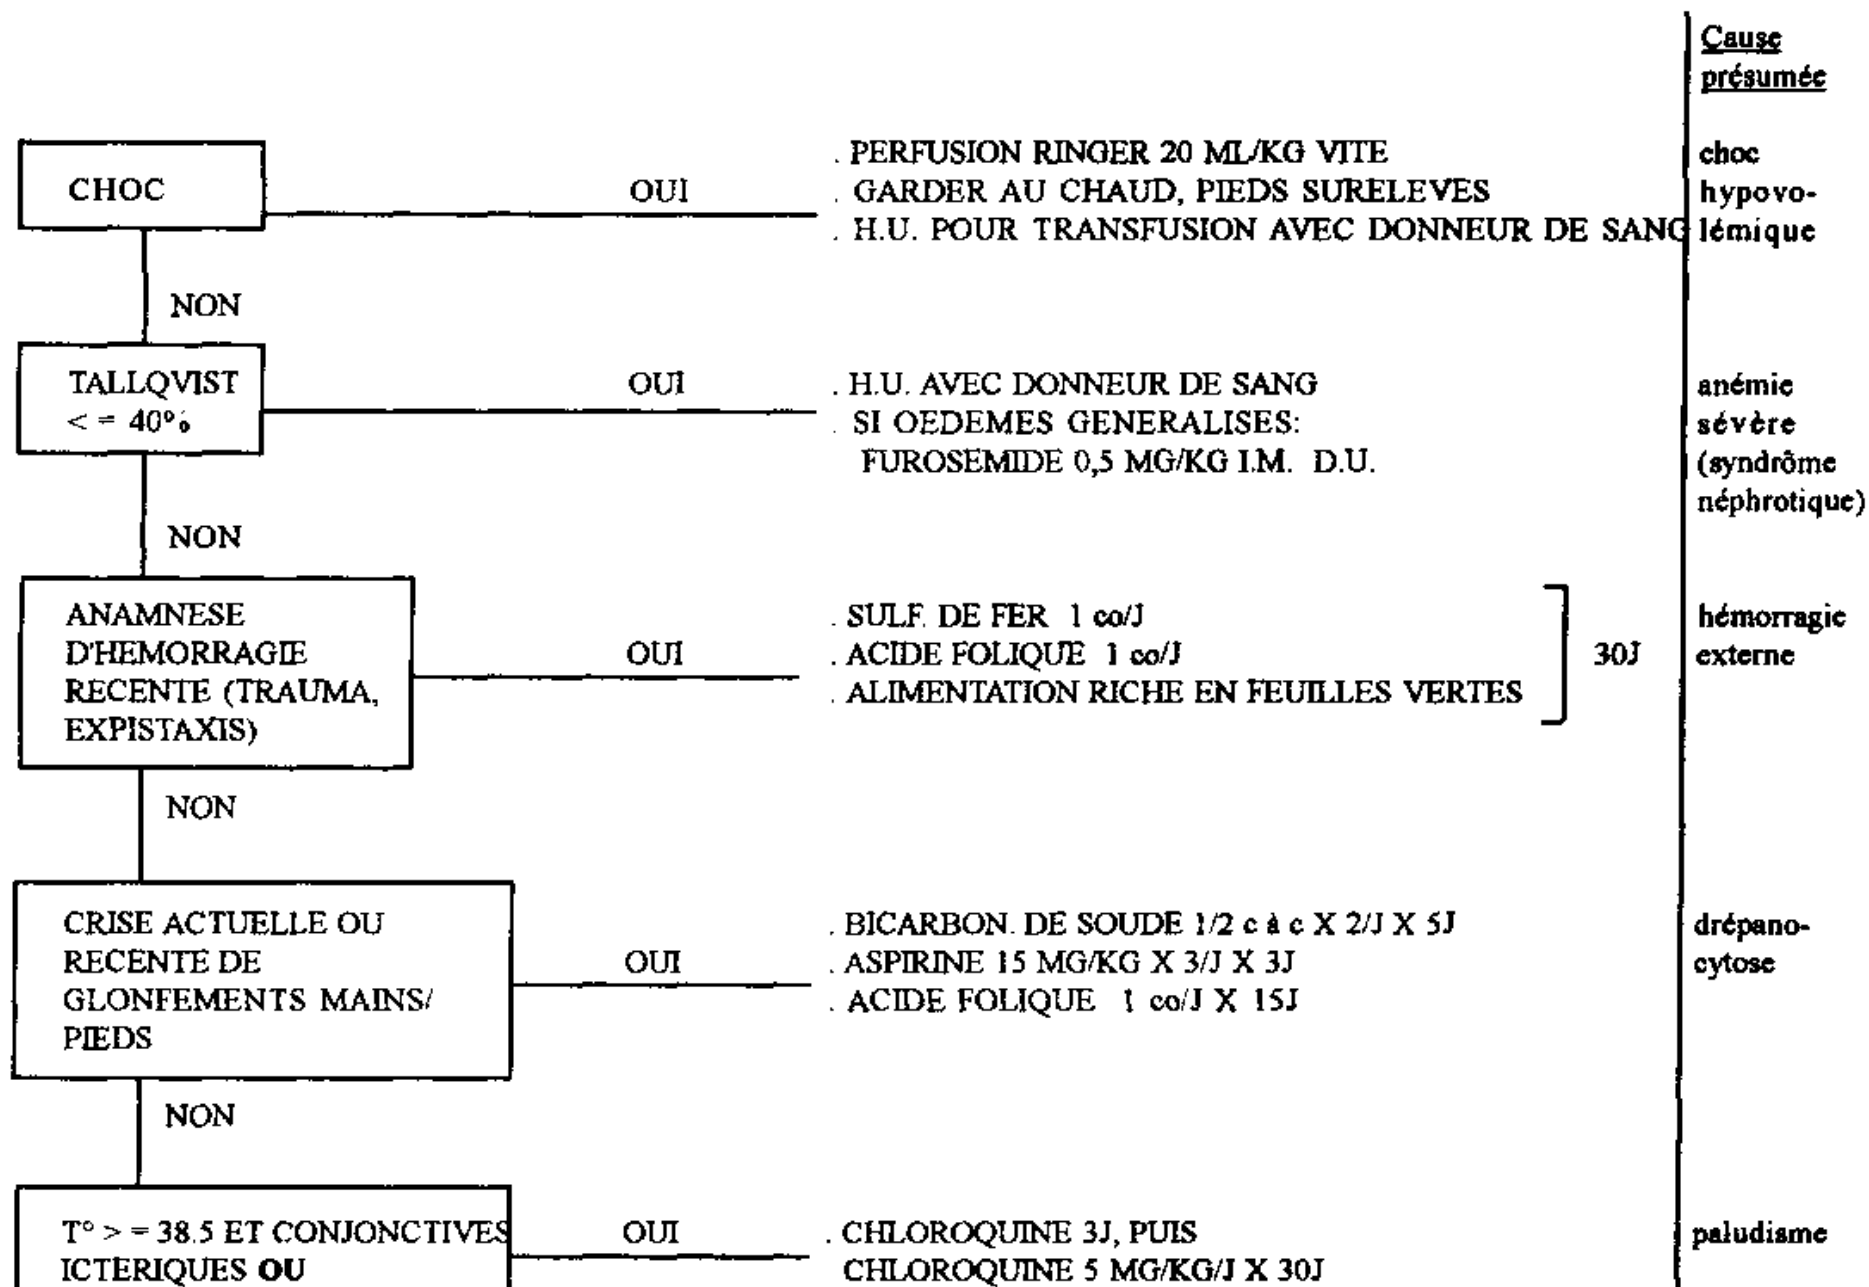 Cause
présumée
CHOC
OUI
. PERFUSION RINGER 20 ML/KG VITE
. GARDER AU CHAUD, PIEDS SURELEVES
. H.U. POUR TRANSFUSION AVEC DONNEUR DE SANG
choc
hypovo-
lémique
NON
TALLQVIST
< = 40%
OUI
. H.U. AVEC DONNEUR DE SANG
. SI OEDEMES GENERALISES:
FUROSEMIDE 0,5 MG/KG I.M. D.U.
anémie
sévère
(syndrôme
néphrotique)
NON
ANAMNESE
D'HEMORRAGIE
RECENTE (TRAUMA,
EXPISTAXIS)
OUI
. SULF. DE FER 1 co/J
. ACIDE FOLIQUE 1 co/J
. ALIMENTATION RICHE EN FEUILLES VERTES
30J
hémorragie
externe
NON
CRISE ACTUELLE OU
RECENTE DE
GLONFEMENTS MAINS/
PIEDS
OUI
. BICARBON. DE SOUDE 1/2 c à c X 2/J X 5J
. ASPIRINE 15 MG/KG X 3/J X 3J
. ACIDE FOLIQUE 1 co/J X 15J
drépano-
cytose
NON
T° > = 38.5 ET CONJONCTIVES
ICTERIQUES OU
OUI
. CHLOROQUINE 3J, PUIS
CHLOROQUINE 5 MG/KG/J X 30J
paludisme